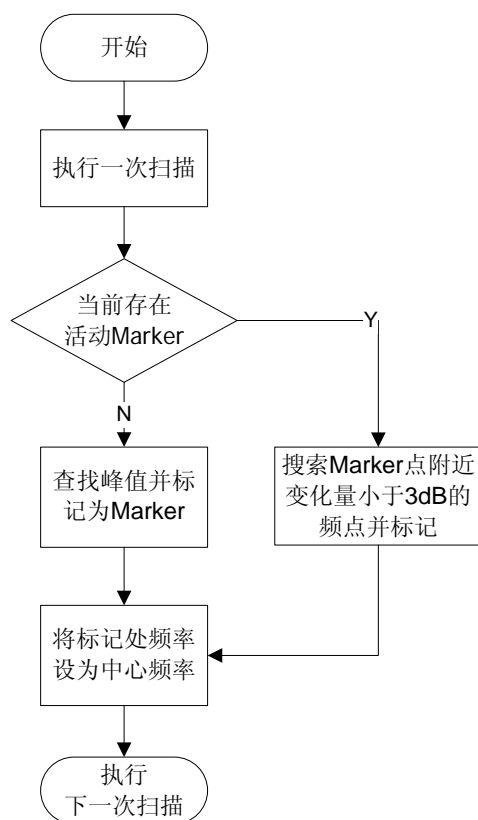 开始
执行一次扫描
当前存在
活动Marker
Y
N
查找峰值并标
记为Marker
搜索Marker点附近
变化量小于3dB的
频点并标记
将标记处频率
设为中心频率
执行
下一次扫描